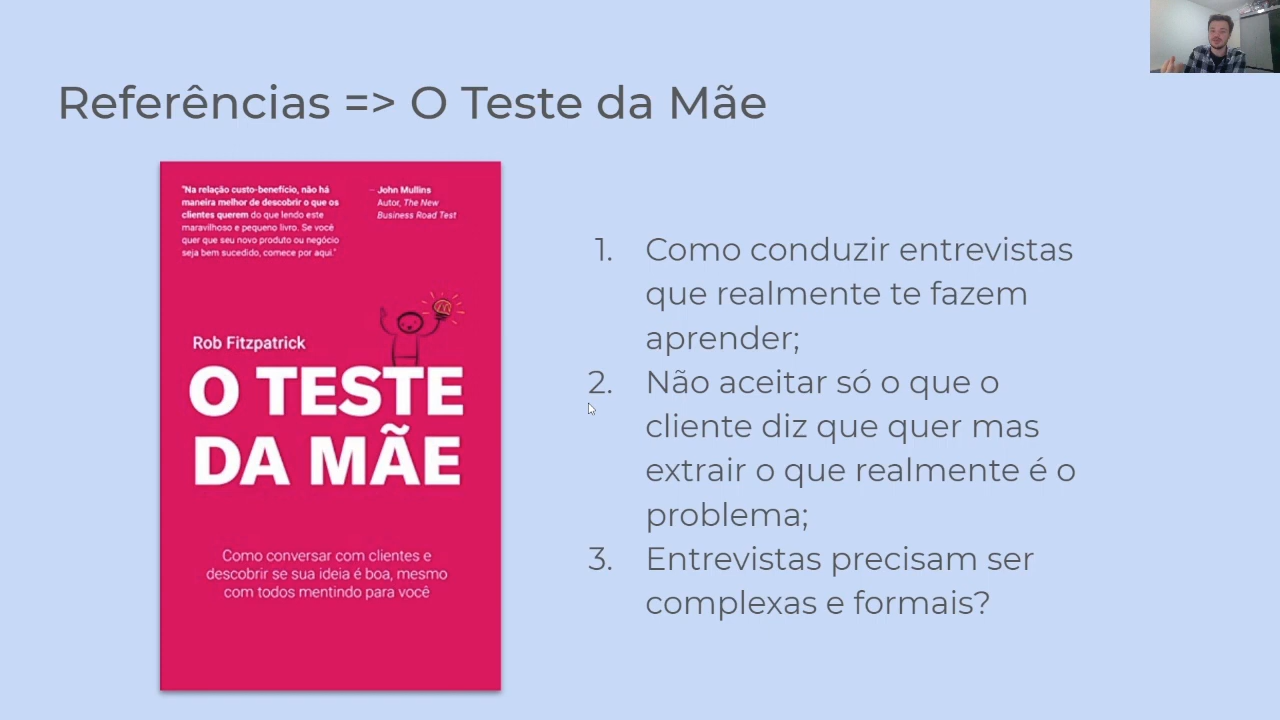 Referências => O Teste da Mãe
"Na relação custo-benefício, não há
maneira melhor de descobrir o que os
clientes querem do que lendo este
maravilhoso e pequeno livro. Se você
quer que seu novo produto ou negócio
seja bem sucedido, comece por aqui."
– John Mullins
Autor, The New
Business Road Test
Rob Fitzpatrick
O TESTE
DA MÃE
Como conversar com clientes e
descobrir se sua ideia é boa, mesmo
com todos mentindo para você
1. Como conduzir entrevistas
que realmente te fazem
aprender;
2. Não aceitar só o que o
cliente diz que quer mas
extrair o que realmente é o
problema;
3. Entrevistas precisam ser
complexas e formais?